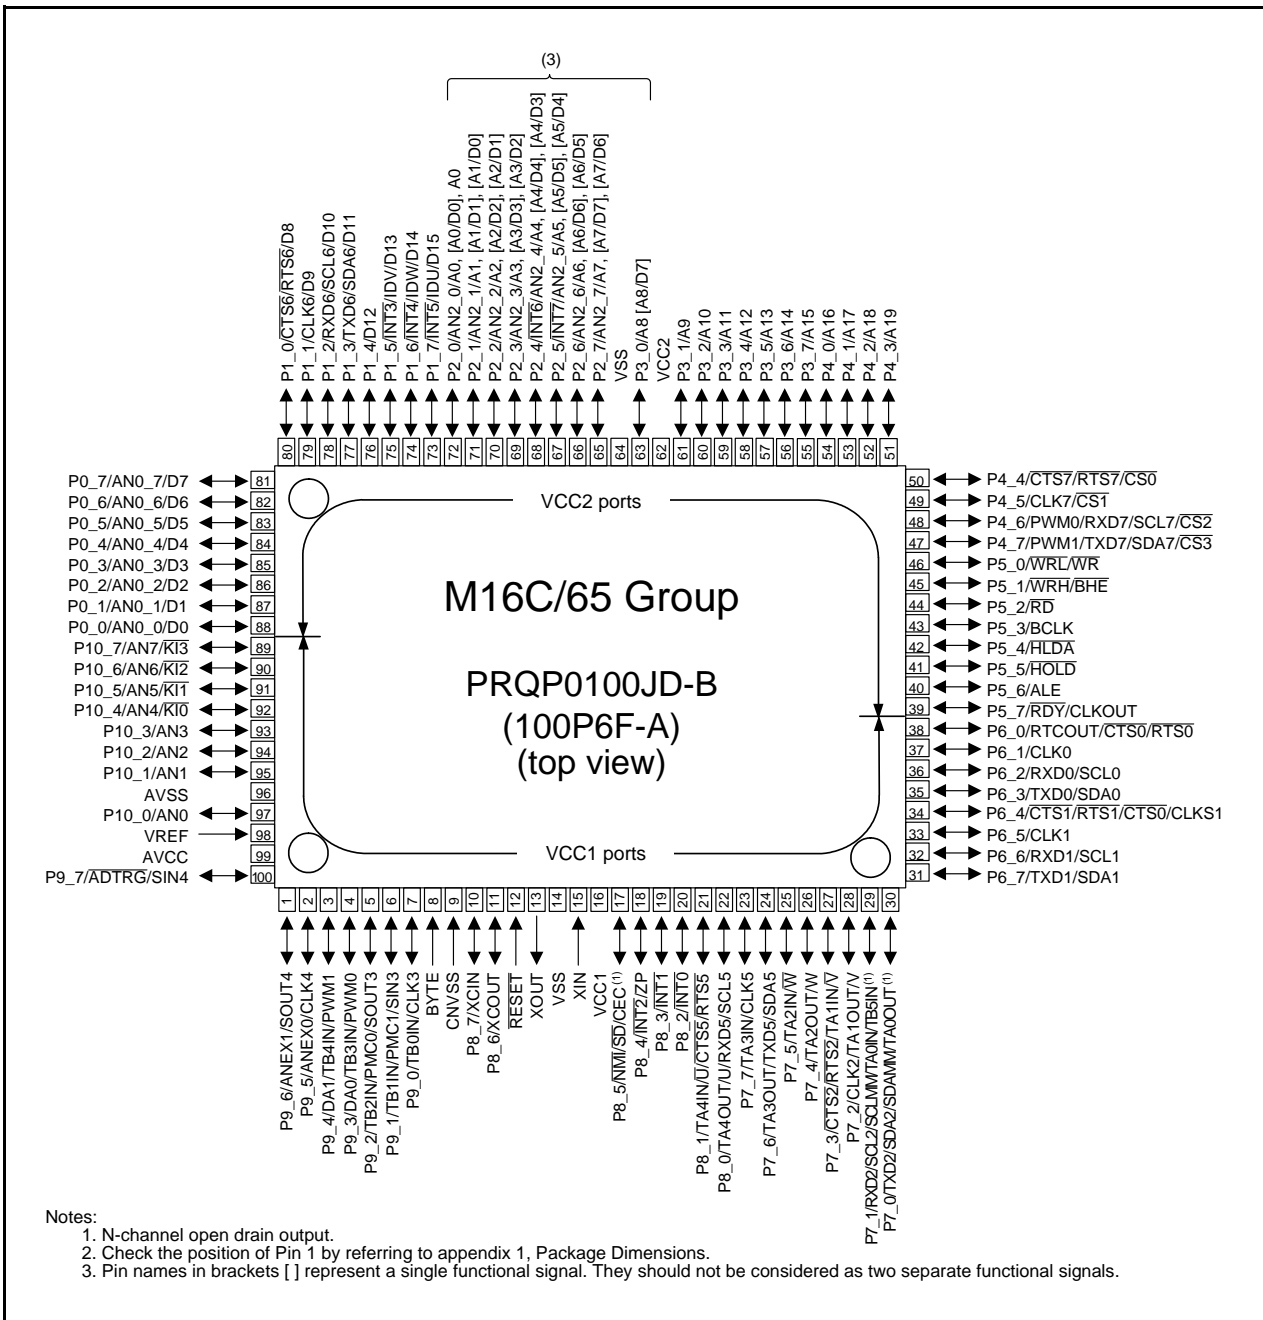 (3)
P1_0/CTS6/RTS6/D8
P1_1/CLK6/D9
P1_2/RXD6/SCL6/D10
P1_3/TXD6/SDA6/D11
P1_4/D12
P1_5/INT3/IDV/D13
P1_6/INT4/IDW/D14
P1_7/INT5/IDU/D15
P2_0/AN2_0/A0, [A0/D0], A0
P2_1/AN2_1/A1, [A1/D1], [A1/D0]
P2_2/AN2_2/A2, [A2/D2], [A2/D1]
P2_3/AN2_3/A3, [A3/D3], [A3/D2]
P2_4/INT6/AN2_4/A4, [A4/D4], [A4/D3]
P2_5/INT7/AN2_5/A5, [A5/D5], [A5/D4]
P2_6/AN2_6/A6, [A6/D6], [A6/D5]
P2_7/AN2_7/A7, [A7/D7], [A7/D6]
VSS
P3_0/A8 [A8/D7]
VCC2
P3_1/A9
P3_2/A10
P3_3/A11
P3_4/A12
P3_5/A13
P3_6/A14
P3_7/A15
P4_0/A16
P4_1/A17
P4_2/A18
P4_3/A19
80 79 78 77 76 75 74 73 72 71 70 69 68 67 66 65 64 63 62 61 60 59 58 57 56 55 54 53 52 51
P0_7/AN0_7/D7 81
P0_6/AN0_6/D6 82
P0_5/AN0_5/D5 83
P0_4/AN0_4/D4 84
P0_3/AN0_3/D3 85
P0_2/AN0_2/D2 86
P0_1/AN0_1/D1 87
P0_0/AN0_0/D0 88
P10_7/AN7/KI3 89
P10_6/AN6/KI2 90
P10_5/AN5/KI1 91
P10_4/AN4/KI0 92
P10_3/AN3 93
P10_2/AN2 94
P10_1/AN1 95
AVSS 96
P10_0/AN0 97
VREF 98
AVCC 99
P9_7/ADTRG/SIN4 100
VCC2 ports
M16C/65 Group
PRQP0100JD-B
(100P6F-A)
(top view)
VCC1 ports
50 P4_4/CTS7/RTS7/CS0
49 P4_5/CLK7/CS1
48 P4_6/PWM0/RXD7/SCL7/CS2
47 P4_7/PWM1/TXD7/SDA7/CS3
46 P5_0/WRL/WR
45 P5_1/WRH/BHE
44 P5_2/RD
43 P5_3/BCLK
42 P5_4/HLDA
41 P5_5/HOLD
40 P5_6/ALE
39 P5_7/RDY/CLKOUT
38 P6_0/RTCOUT/CTS0/RTS0
37 P6_1/CLK0
36 P6_2/RXD0/SCL0
35 P6_3/TXD0/SDA0
34 P6_4/CTS1/RTS1/CTS0/CLKS1
33 P6_5/CLK1
32 P6_6/RXD1/SCL1
31 P6_7/TXD1/SDA1
1 2 3 4 5 6 7 8 9 10 11 12 13 14 15 16 17 18 19 20 21 22 23 24 25 26 27 28 29 30
P9_6/ANEX1/SOUT4
P9_5/ANEX0/CLK4
P9_4/DA1/TB4IN/PWM1
P9_3/DA0/TB3IN/PWM0
P9_2/TB2IN/PMC0/SOUT3
P9_1/TB1IN/PMC1/SIN3
P9_0/TB0IN/CLK3
BYTE
CNVSS
P8_7/XCIN
P8_6/XCOUT
RESET
XOUT
VSS
XIN
VCC1
P8_5/NMI/SD/CEC(1)
P8_4/INT2/ZP
P8_3/INT1
P8_2/INT0
P8_1/TA4IN/U/CTS5/RTS5
P8_0/TA4OUT/U/RXD5/SCL5
P7_7/TA3IN/CLK5
P7_6/TA3OUT/TXD5/SDA5
P7_5/TA2IN/W
P7_4/TA2OUT/W
P7_3/CTS2/RTS2/TA1IN/V
P7_2/CLK2/TA1OUT/V
P7_1/RXD2/SCL2/SCLMM/TA0IN/TB5IN(1)
P7_0/TXD2/SDA2/SDAMM/TA0OUT(1)
Notes:
1. N-channel open drain output.
2. Check the position of Pin 1 by referring to appendix 1, Package Dimensions.
3. Pin names in brackets [ ] represent a single functional signal. They should not be considered as two separate functional signals.